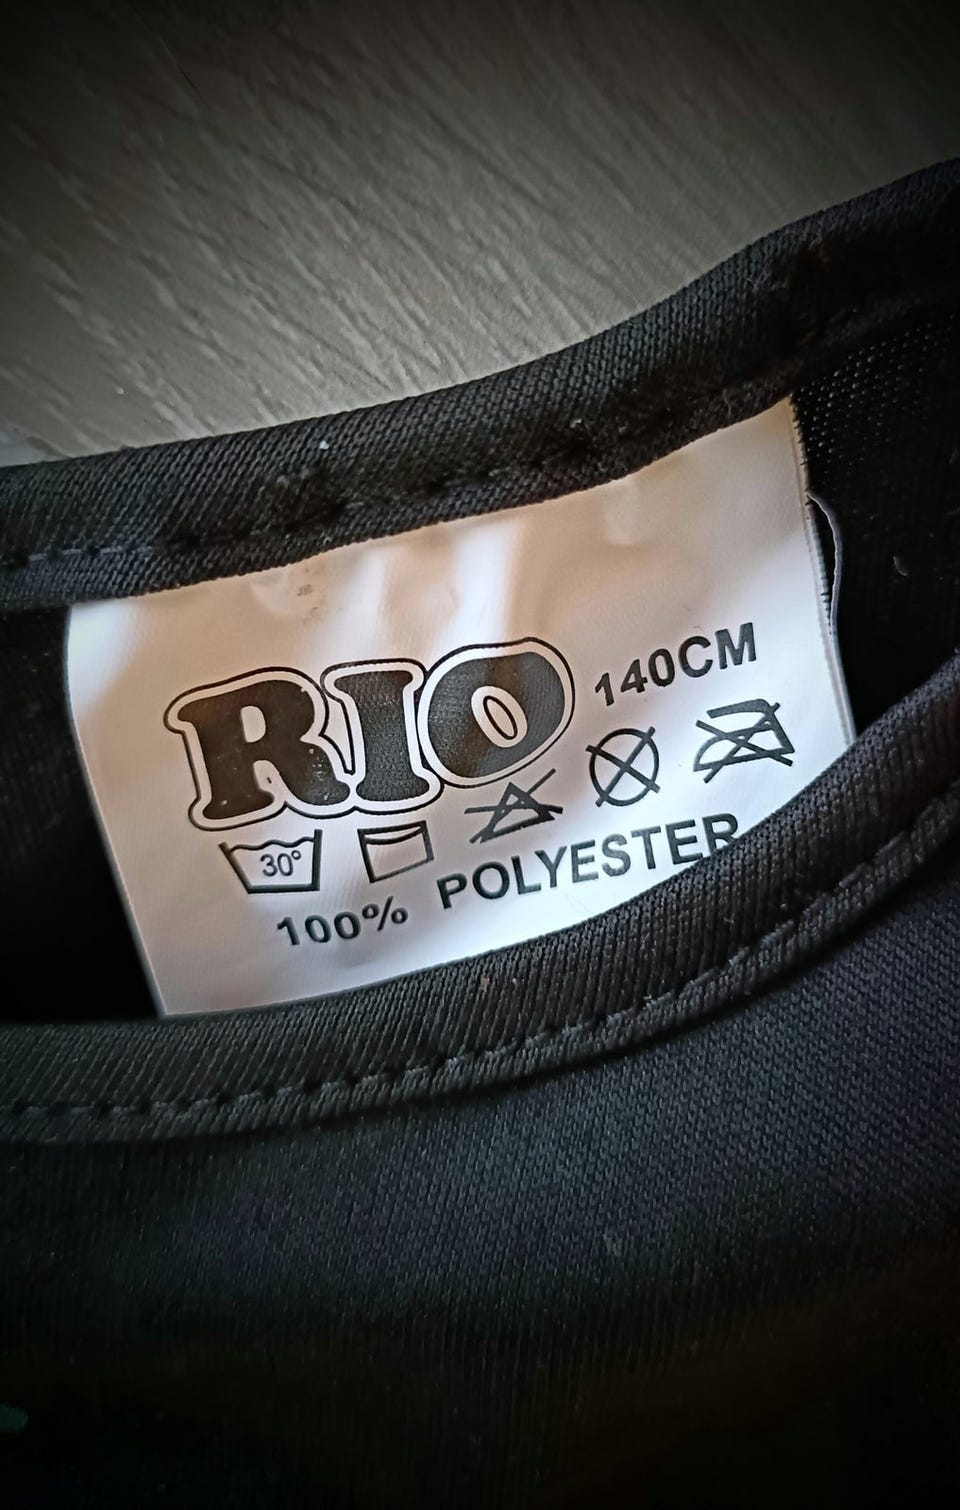 RIO 140CM
30°
100% POLYESTER